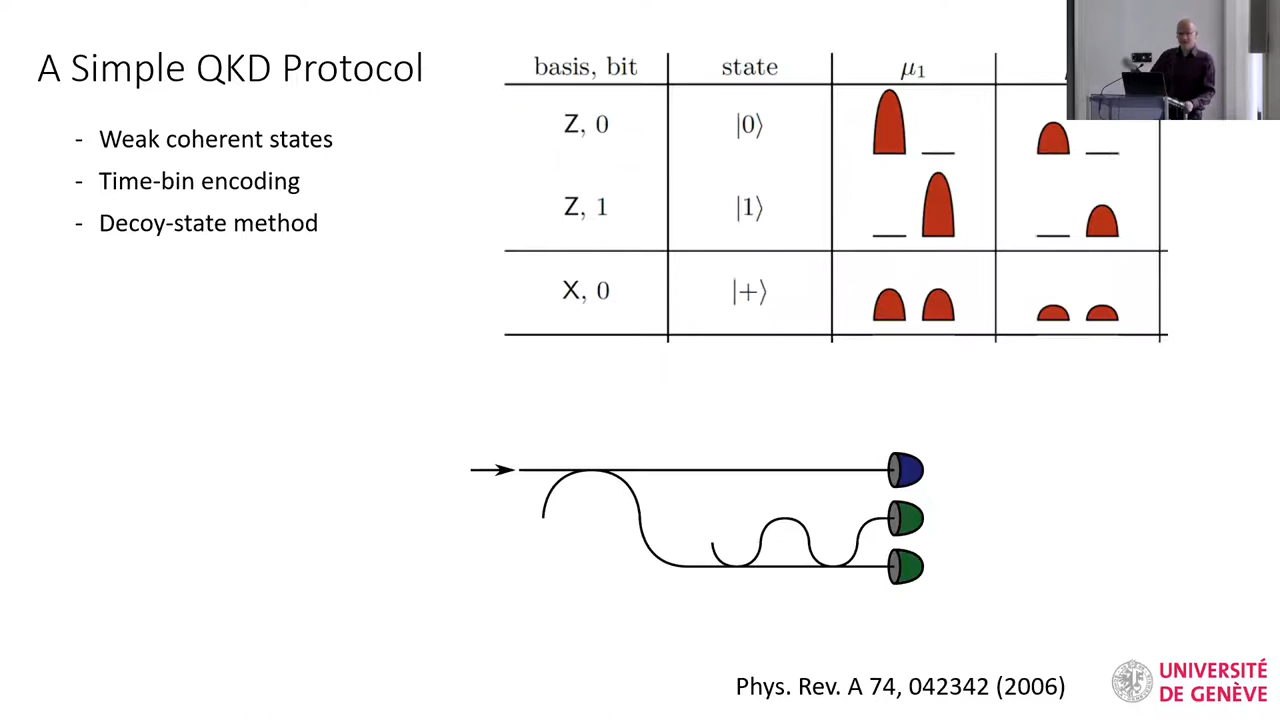 A Simple QKD Protocol
- Weak coherent states
- Time-bin encoding
- Decoy-state method
basis, bit state μ₁
Z, 0 |0⟩
Z, 1 |1⟩
X, 0 |+⟩
Phys. Rev. A 74, 042342 (2006)
UNIVERSITÉ
DE GENÈVE